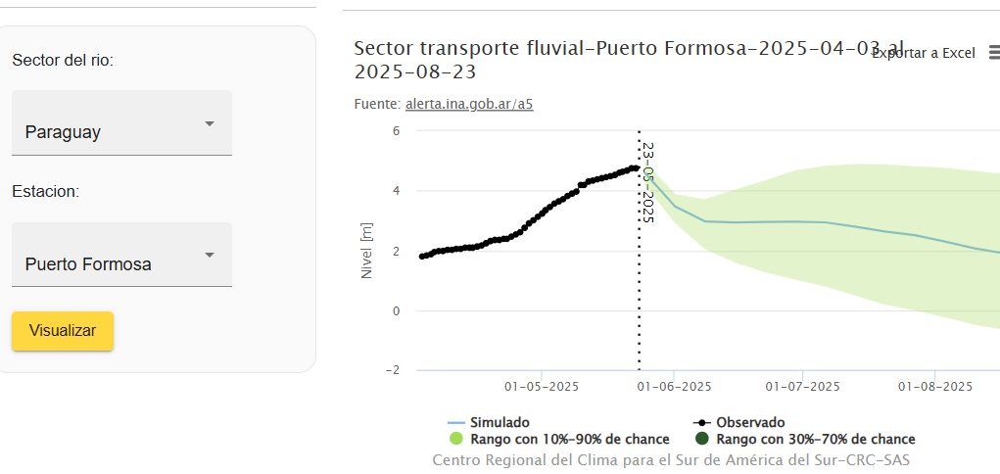 Sector del rio:
Paraguay
Estacion:
Puerto Formosa
Visualizar
Sector transporte fluvial-Puerto Formosa-2025-04-03 al
2025-08-23
Exportar a Excel
Fuente: alerta.ina.gob.ar/a5
Nivel [m]
6
4
2
0
-2
23-05-2025
01-05-2025
01-06-2025
01-07-2025
01-08-2025
Simulado
Observado
Rango con 10%-90% de chance
Rango con 30%-70% de chance
Centro Regional del Clima para el Sur de América del Sur-CRC-SAS